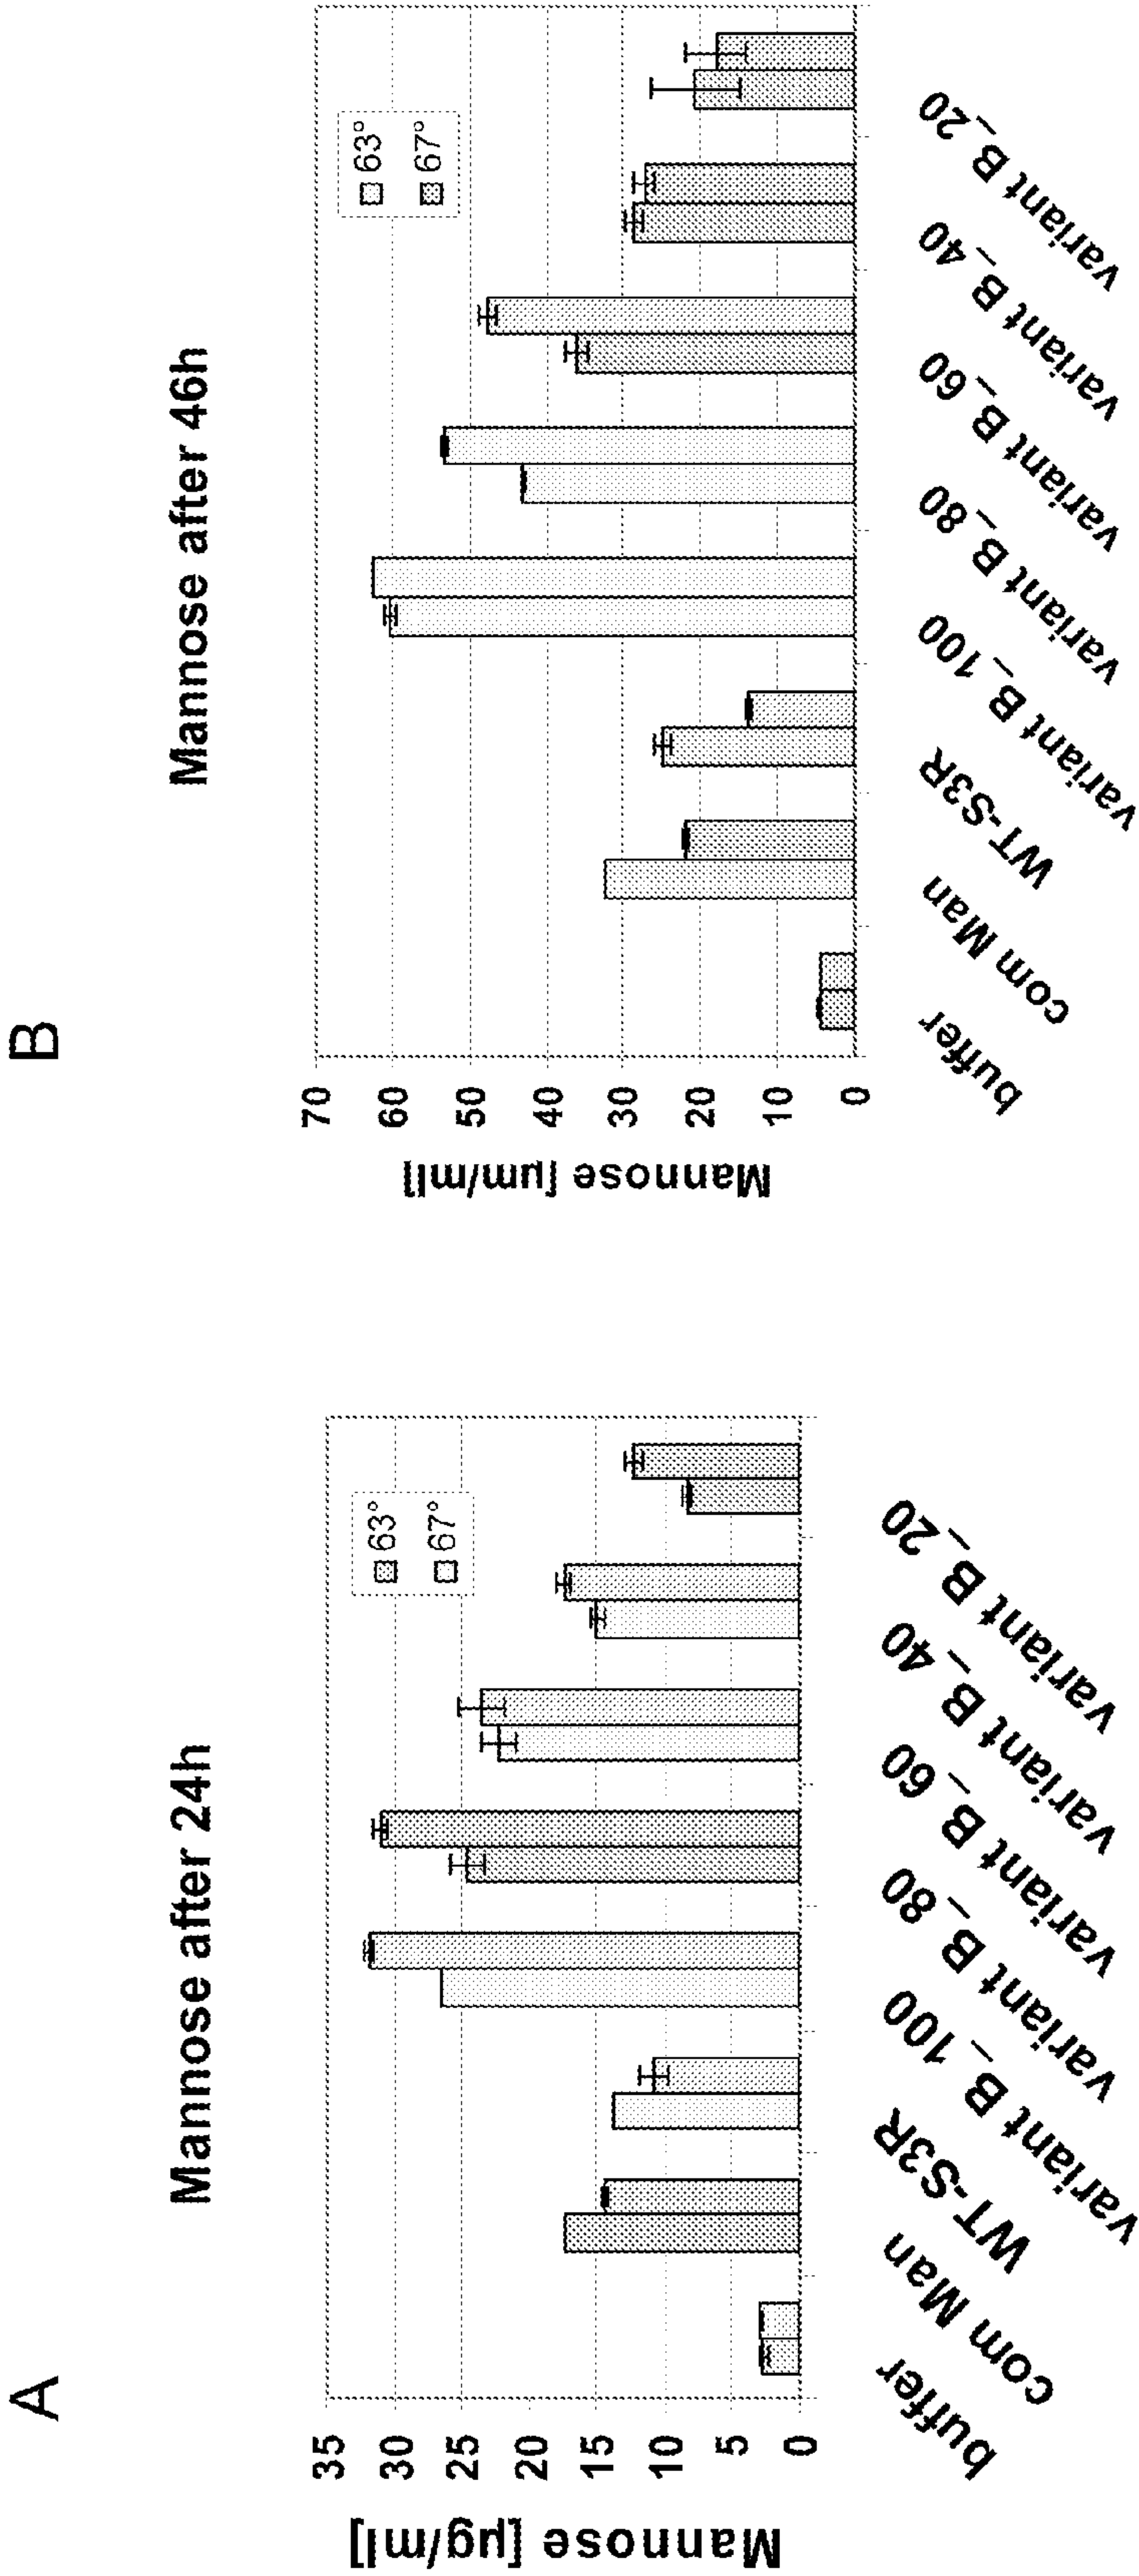 A
Mannose after 24h
Mannose [µg/ml]
35
30
25
20
15
10
5
0
63°
67°
buffer
com Man
WT-S3R
variant B_100
variant B_80
variant B_60
variant B_40
variant B_20
B
Mannose after 46h
Mannose [µm/ml]
70
60
50
40
30
20
10
0
63°
67°
buffer
com Man
WT-S3R
variant B_100
variant B_80
variant B_60
variant B_40
variant B_20